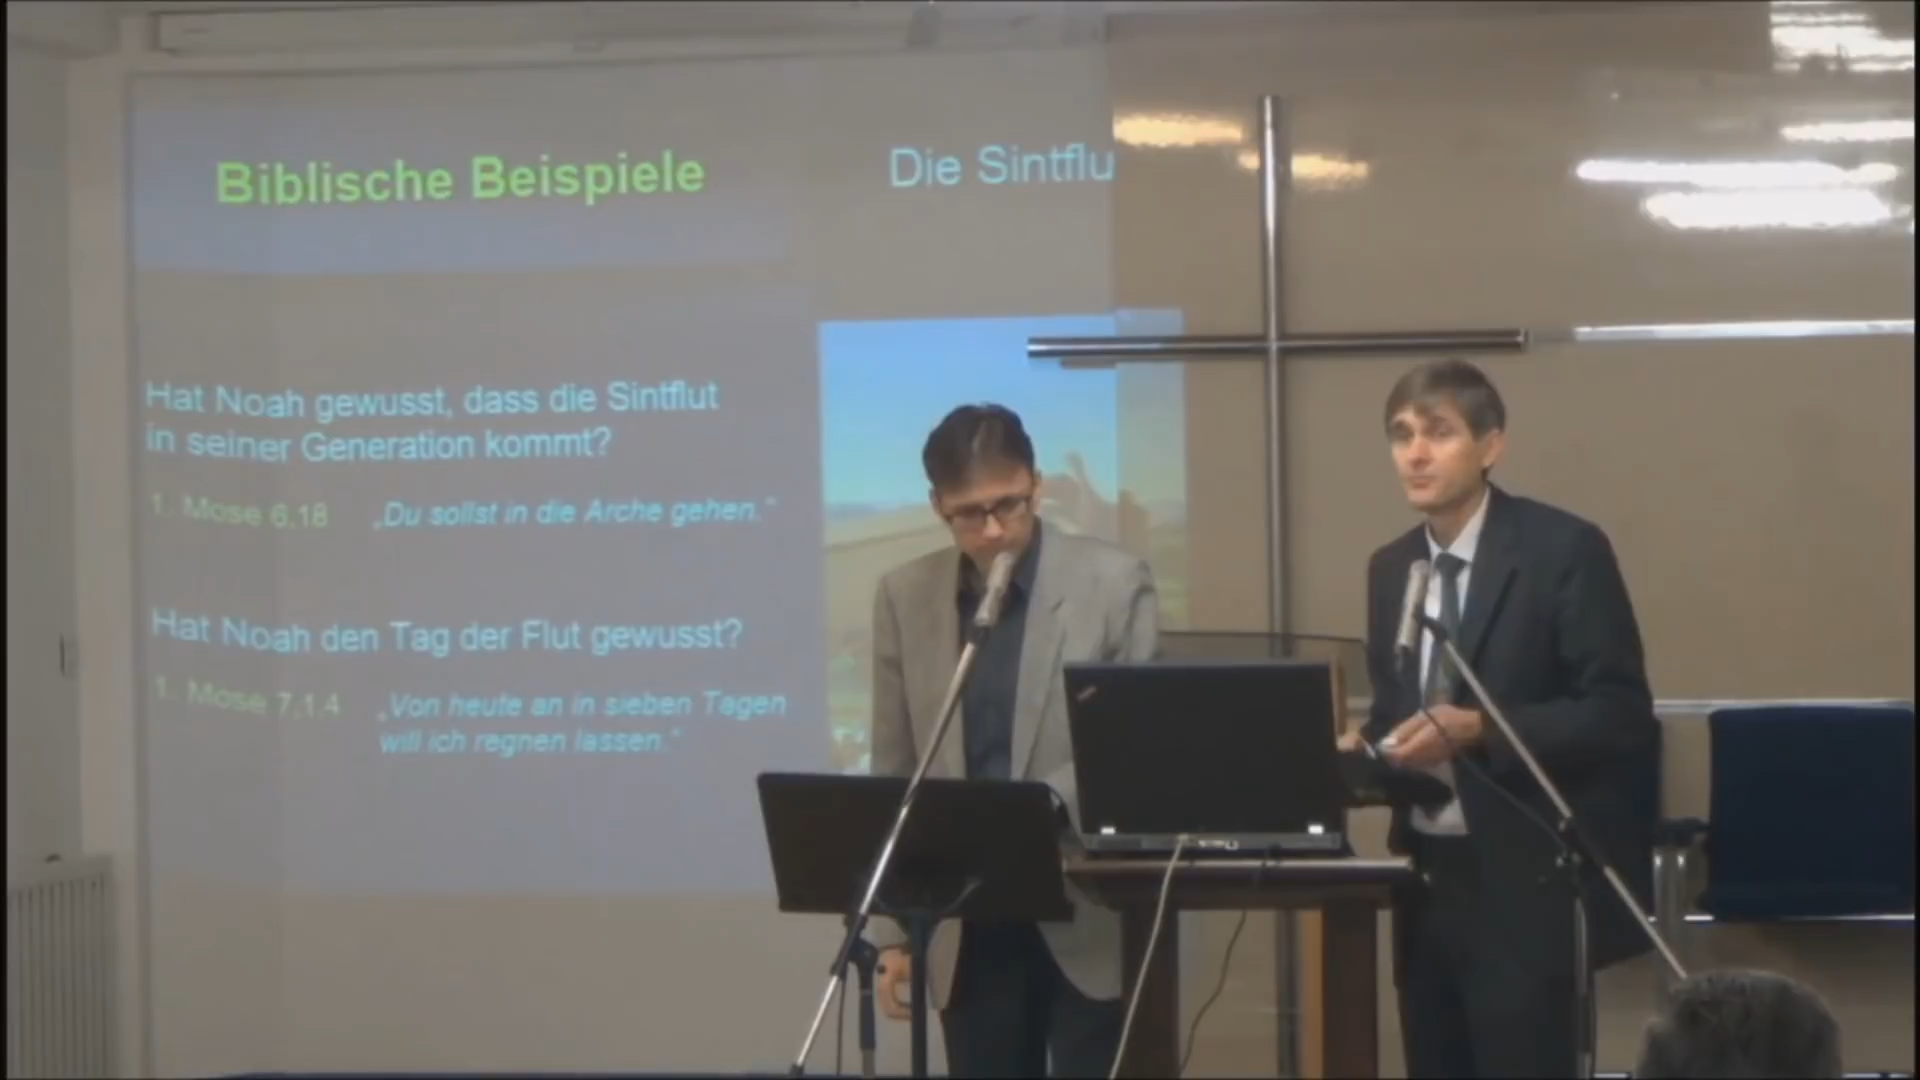 Biblische Beispiele
Die Sintflu
Hat Noah gewusst, dass die Sintflut
in seiner Generation kommt?
1. Mose 6,18 „Du sollst in die Arche gehen.“
Hat Noah den Tag der Flut gewusst?
1. Mose 7,1.4 „Von heute an in sieben Tagen
will ich regnen lassen.“